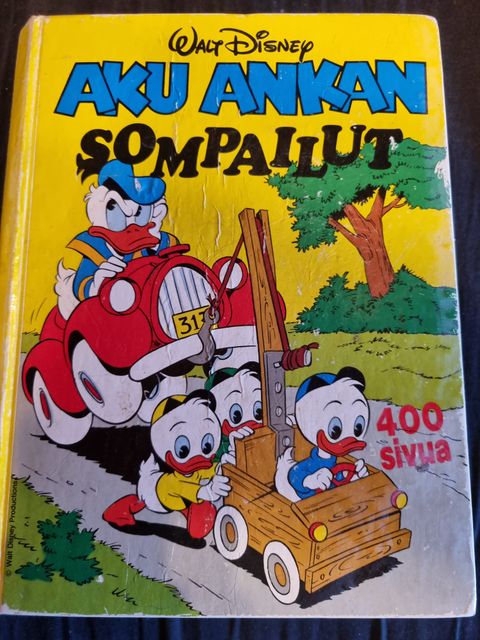 WALT DISNEY
AKU ANKAN
SOMPAILUT
313
400
sivua
© Walt Disney Productions